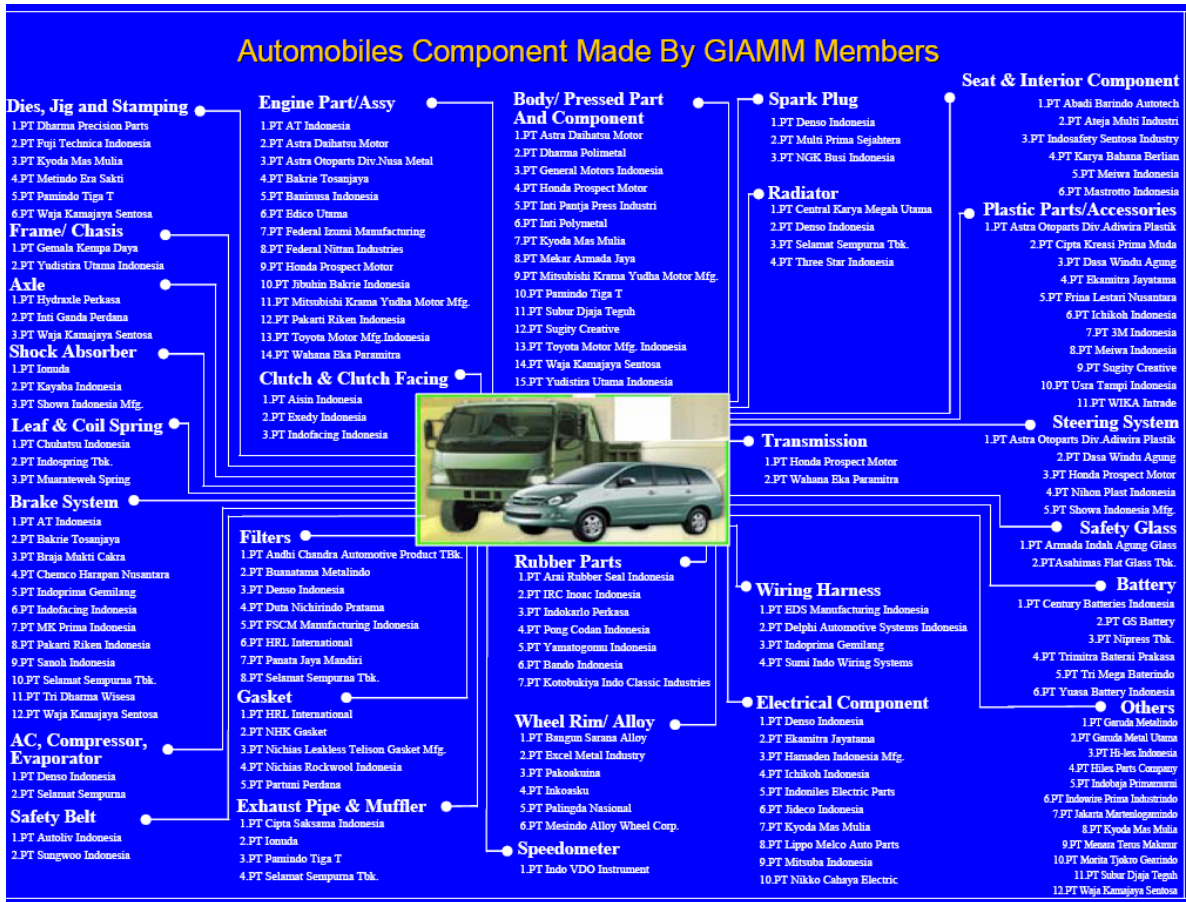 Automobiles Component Made By GIAMM Members
Dies, Jig and Stamping
1.PT Dharma Precision Parts
2.PT Fuji Technica Indonesia
3.PT Kyoda Mas Mulia
4.PT Metindo Era Sakti
5.PT Pamindo Tiga T
6.PT Waja Kamajaya Sentosa
Frame/ Chasis
1.PT Gemala Kempa Daya
2.PT Yudistira Utama Indonesia
Axle
1.PT Hydraxle Perkasa
2.PT Inti Ganda Perdana
3.PT Waja Kamajaya Sentosa
Shock Absorber
1.PT Ionuda
2.PT Kayaba Indonesia
3.PT Showa Indonesia Mfg.
Leaf & Coil Spring
1.PT Chuhatsu Indonesia
2.PT Indospring Tbk.
3.PT Muarateweh Spring
Brake System
1.PT AT Indonesia
2.PT Bakrie Tosanjaya
3.PT Braja Mukti Cakra
4.PT Chemco Harapan Nusantara
5.PT Indoprima Gemilang
6.PT Indofacing Indonesia
7.PT MK Prima Indonesia
8.PT Pakarti Riken Indonesia
9.PT Sanoh Indonesia
10.PT Selamat Sempurna Tbk.
11.PT Tri Dharma Wisesa
12.PT Waja Kamajaya Sentosa
AC, Compressor,
Evaporator
1.PT Denso Indonesia
2.PT Selamat Sempurna
Safety Belt
1.PT Autoliv Indonesia
2.PT Sungwoo Indonesia
Engine Part/Assy
1.PT AT Indonesia
2.PT Astra Daihatsu Motor
3.PT Astra Otoparts Div.Nusa Metal
4.PT Bakrie Tosanjaya
5.PT Baninusa Indonesia
6.PT Edico Utama
7.PT Federal Izumi Manufacturing
8.PT Federal Nittan Industries
9.PT Honda Prospect Motor
10.PT Jibuhin Bakrie Indonesia
11.PT Mitsubishi Krama Yudha Motor Mfg.
12.PT Pakarti Riken Indonesia
13.PT Toyota Motor Mfg.Indonesia
14.PT Wahana Eka Paramitra
Clutch & Clutch Facing
1.PT Aisin Indonesia
2.PT Exedy Indonesia
3.PT Indofacing Indonesia
Filters
1.PT Andhi Chandra Automotive Product TBk.
2.PT Buanatama Metalindo
3.PT Denso Indonesia
4.PT Duta Nichirindo Pratama
5.PT FSCM Manufacturing Indonesia
6.PT HRL International
7.PT Panata Jaya Mandiri
8.PT Selamat Sempurna Tbk.
Gasket
1.PT HRL International
2.PT NHK Gasket
3.PT Nichias Leakless Telison Gasket Mfg.
4.PT Nichias Rockwool Indonesia
5.PT Partuni Perdana
Exhaust Pipe & Muffler
1.PT Cipta Saksama Indonesia
2.PT Ionuda
3.PT Pamindo Tiga T
4.PT Selamat Sempurna Tbk.
Body/ Pressed Part
And Component
1.PT Astra Daihatsu Motor
2.PT Dharma Polimetal
3.PT General Motors Indonesia
4.PT Honda Prospect Motor
5.PT Inti Pantja Press Industri
6.PT Inti Polymetal
7.PT Kyoda Mas Mulia
8.PT Mekar Armada Jaya
9.PT Mitsubishi Krama Yudha Motor Mfg.
10.PT Pamindo Tiga T
11.PT Subur Djaja Teguh
12.PT Sugity Creative
13.PT Toyota Motor Mfg. Indonesia
14.PT Waja Kamajaya Sentosa
15.PT Yudistira Utama Indonesia
Rubber Parts
1.PT Arai Rubber Seal Indonesia
2.PT IRC Inoac Indonesia
3.PT Indokarlo Perkasa
4.PT Pong Codan Indonesia
5.PT Yamatogomu Indonesia
6.PT Bando Indonesia
7.PT Kotobukiya Indo Classic Industries
Wheel Rim/ Alloy
1.PT Bangun Sarana Alloy
2.PT Excel Metal Industry
3.PT Pakoakuina
4.PT Inkoasku
5.PT Palingda Nasional
6.PT Mesindo Alloy Wheel Corp.
Speedometer
1.PT Indo VDO Instrument
Spark Plug
1.PT Denso Indonesia
2.PT Multi Prima Sejahtera
3.PT NGK Busi Indonesia
Radiator
1.PT Central Karya Megah Utama
2.PT Denso Indonesia
3.PT Selamat Sempurna Tbk.
4.PT Three Star Indonesia
Transmission
1.PT Honda Prospect Motor
2.PT Wahana Eka Paramitra
Wiring Harness
1.PT EDS Manufacturing Indonesia
2.PT Delphi Automotive Systems Indonesia
3.PT Indoprima Gemilang
4.PT Sumi Indo Wiring Systems
Electrical Component
1.PT Denso Indonesia
2.PT Ekamitra Jayatama
3.PT Hamaden Indonesia Mfg.
4.PT Ichikoh Indonesia
5.PT Indoniles Electric Parts
6.PT Jideco Indonesia
7.PT Kyoda Mas Mulia
8.PT Lippo Melco Auto Parts
9.PT Mitsuba Indonesia
10.PT Nikko Cahaya Electric
Seat & Interior Component
1.PT Abadi Barindo Autotech
2.PT Ateja Multi Industri
3.PT Indosafety Sentosa Industry
4.PT Karya Bahana Berlian
5.PT Meiwa Indonesia
6.PT Mastrotto Indonesia
Plastic Parts/Accessories
1.PT Astra Otoparts Div.Adiwira Plastik
2.PT Cipta Kreasi Prima Muda
3.PT Dasa Windu Agung
4.PT Ekamitra Jayatama
5.PT Frina Lestari Nusantara
6.PT Ichikoh Indonesia
7.PT 3M Indonesia
8.PT Meiwa Indonesia
9.PT Sugity Creative
10.PT Usra Tampi Indonesia
11.PT WIKA Intrade
Steering System
1.PT Astra Otoparts Div.Adiwira Plastik
2.PT Dasa Windu Agung
3.PT Honda Prospect Motor
4.PT Nihon Plast Indonesia
5.PT Showa Indonesia Mfg.
Safety Glass
1.PT Armada Indah Agung Glass
2.PTAsahimas Flat Glass Tbk.
Battery
1.PT Century Batteries Indonesia
2.PT GS Battery
3.PT Nipress Tbk.
4.PT Trimitra Baterai Prakasa
5.PT Tri Mega Baterindo
6.PT Yuasa Battery Indonesia
Others
1.PT Garuda Metalindo
2.PT Garuda Metal Utama
3.PT Hi-lex Indonesia
4.PT Hilex Parts Company
5.PT Indobaja Primamurni
6.PT Indowire Prima Industrindo
7.PT Jakarta Martenlogamindo
8.PT Kyoda Mas Mulia
9.PT Menara Terus Makmur
10.PT Morita Tjokro Gearindo
11.PT Subur Djaja Teguh
12.PT Waja Kamajaya Sentosa